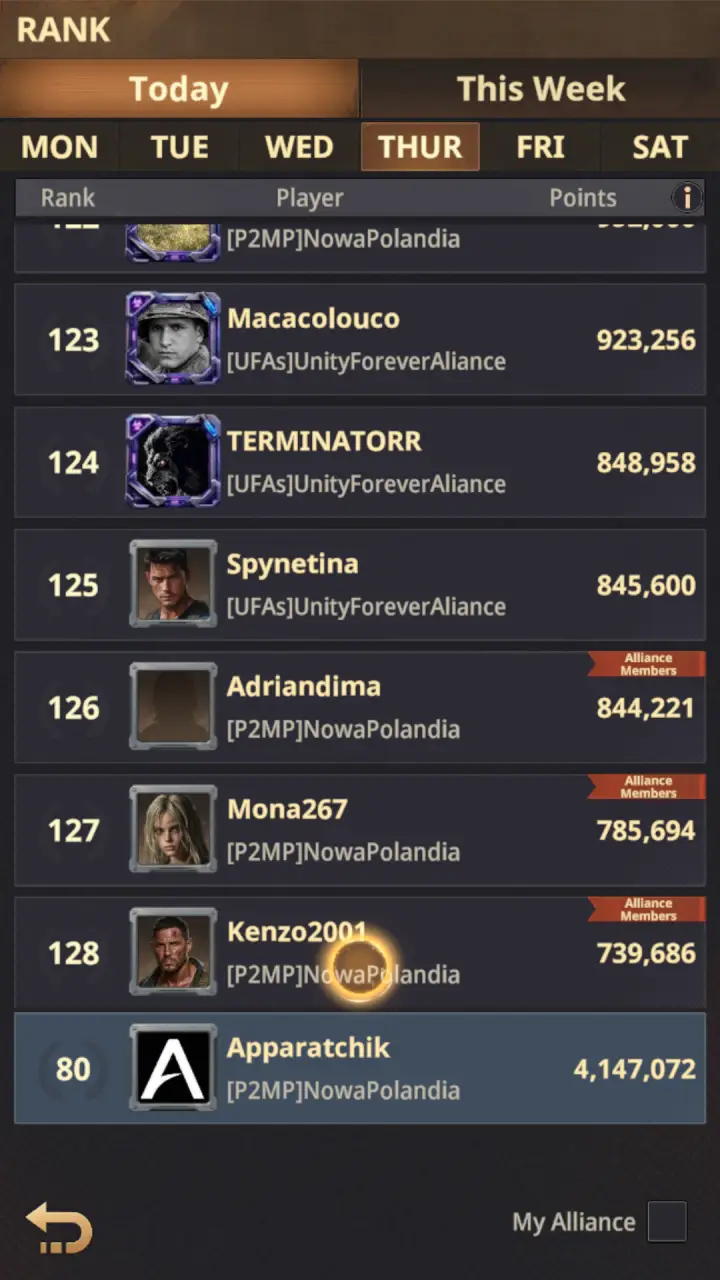 RANK
Today
This Week
MON
TUE
WED
THUR
FRI
SAT
Rank
Player
Points
[P2MP]NowaPolandia
123
Macacolouco
[UFAs]UnityForeverAliance
923,256
124
TERMINATORR
[UFAs]UnityForeverAliance
848,958
125
Spynetina
[UFAs]UnityForeverAliance
845,600
126
Adriandima
[P2MP]NowaPolandia
Alliance
Members
844,221
127
Mona267
[P2MP]NowaPolandia
Alliance
Members
785,694
128
Kenzo2001
[P2MP]NowaPolandia
Alliance
Members
739,686
80
Apparatchik
[P2MP]NowaPolandia
4,147,072
My Alliance